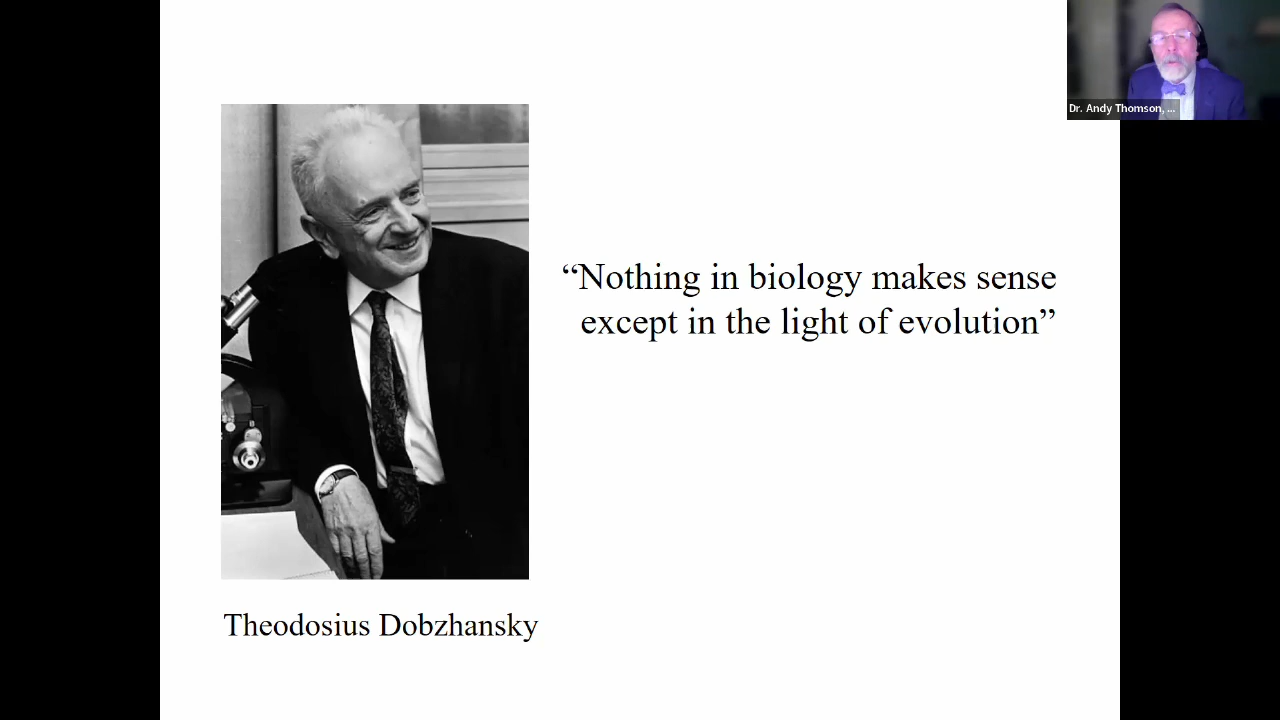 Dr. Andy Thomson, ...
“Nothing in biology makes sense
except in the light of evolution”
Theodosius Dobzhansky